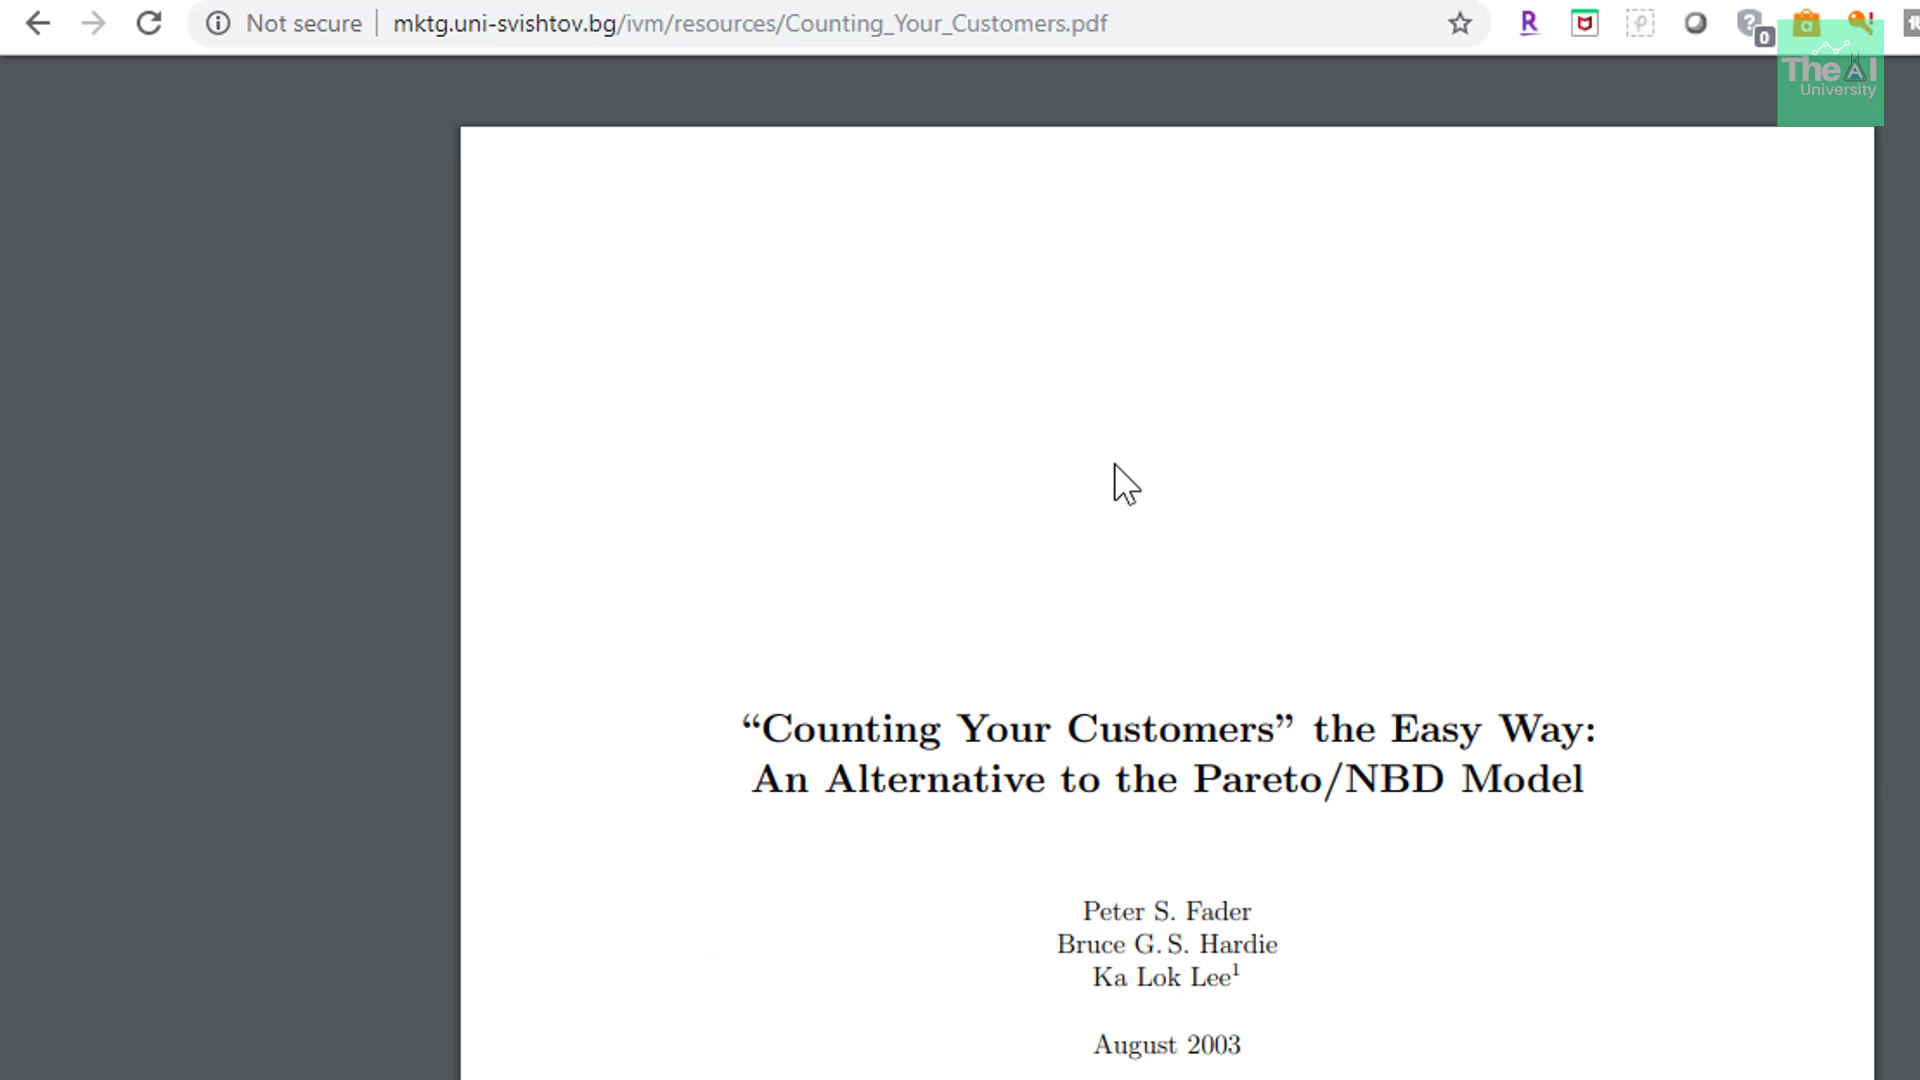 Not secure | mktg.uni-svishtov.bg/ivm/resources/Counting_Your_Customers.pdf
R
0
The AI
University
“Counting Your Customers” the Easy Way:
An Alternative to the Pareto/NBD Model
Peter S. Fader
Bruce G. S. Hardie
Ka Lok Lee¹
August 2003